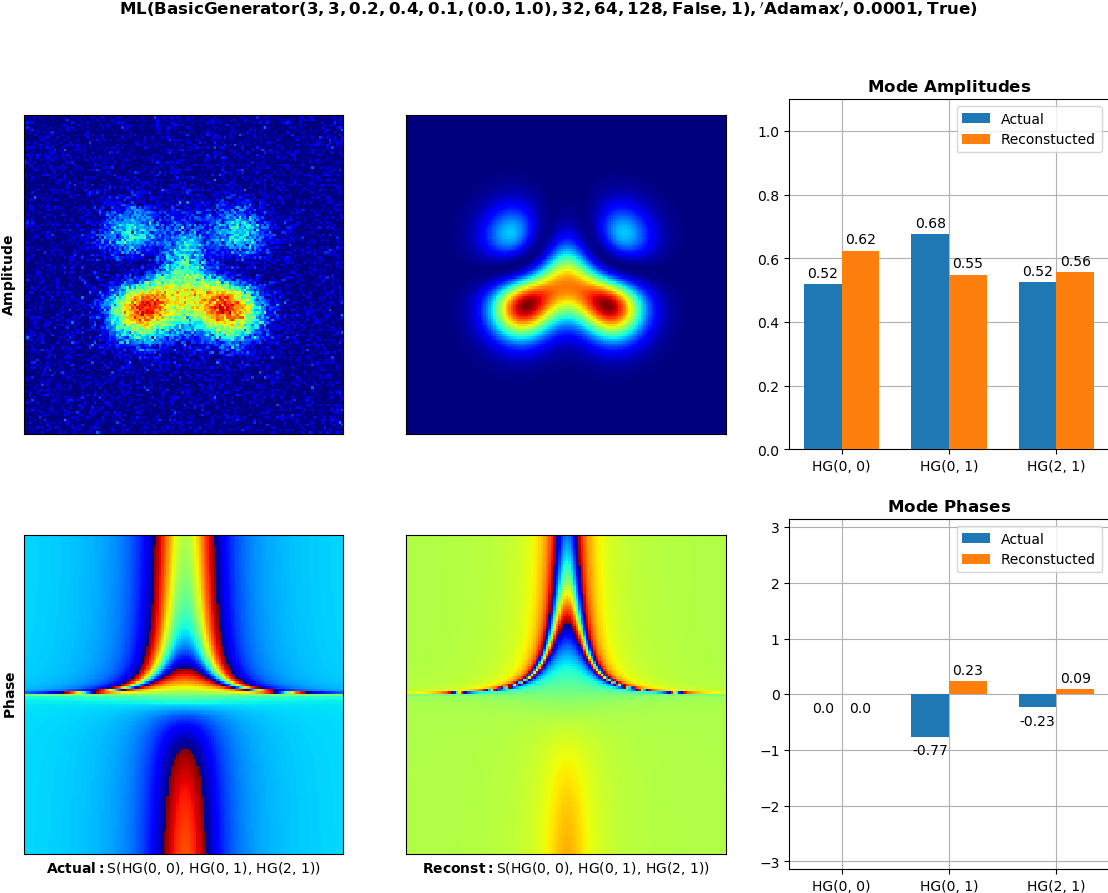 ML(BasicGenerator(3, 3, 0.2, 0.4, 0.1, (0.0, 1.0), 32, 64, 128, False, 1), ′Adamax′, 0.0001, True)
Amplitude
Mode Amplitudes
Actual
Reconstucted
1.0
0.8
0.6
0.4
0.2
0.0
0.52
0.62
0.68
0.55
0.52
0.56
HG(0, 0)
HG(0, 1)
HG(2, 1)
Phase
Actual: S(HG(0, 0), HG(0, 1), HG(2, 1))
Reconst: S(HG(0, 0), HG(0, 1), HG(2, 1))
Mode Phases
Actual
Reconstucted
3
2
1
0
−1
−2
−3
0.0
0.0
-0.77
0.23
-0.23
0.09
HG(0, 0)
HG(0, 1)
HG(2, 1)